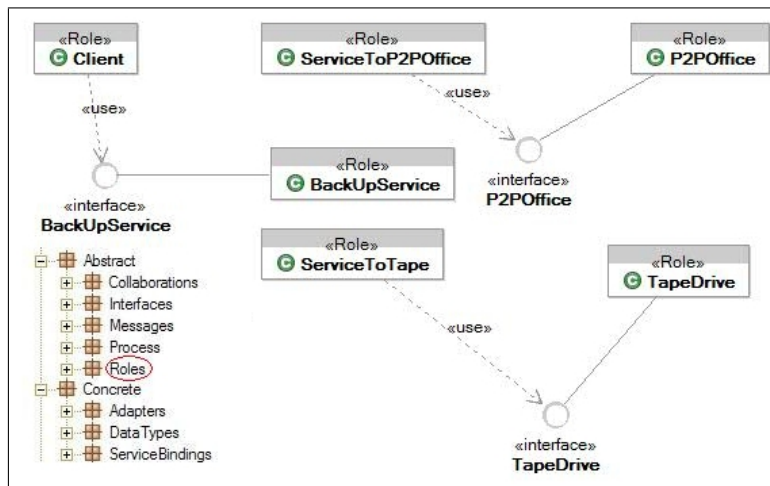 «Role»
C Client
«use»
«interface»
BackUpService
«Role»
C ServiceToP2POffice
«use»
«Role»
C P2POffice
«interface»
P2POffice
«Role»
C BackUpService
«Role»
C ServiceToTape
«use»
«Role»
C TapeDrive
«interface»
TapeDrive
Abstract
Collaborations
Interfaces
Messages
Process
Roles
Concrete
Adapters
DataTypes
ServiceBindings